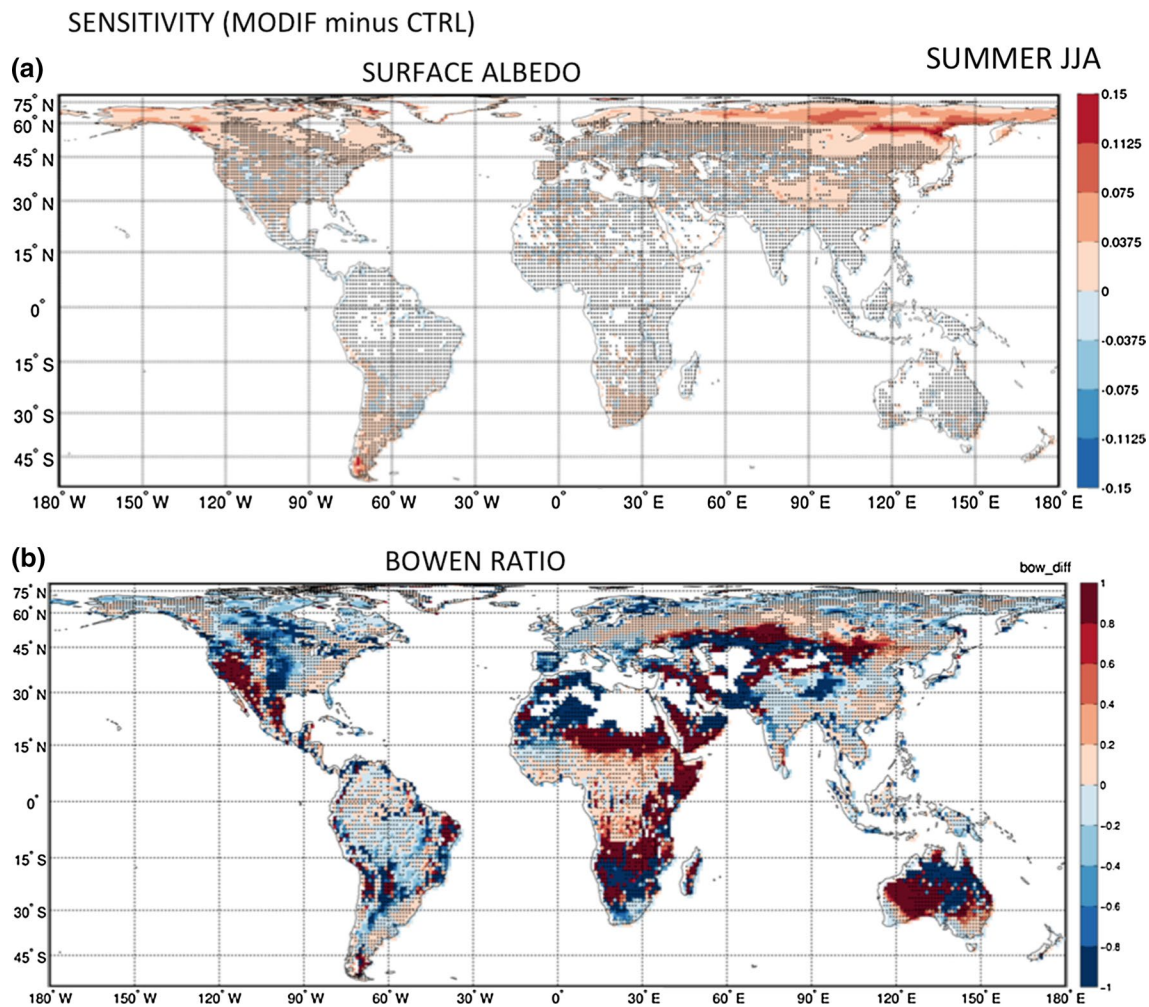 SENSITIVITY (MODIF minus CTRL)
SUMMER JJA
(a)
SURFACE ALBEDO
75° N
60° N
45° N
30° N
15° N
0°
15° S
30° S
45° S
180° W 150° W 120° W 90° W 60° W 30° W 0° 30° E 60° E 90° E 120° E 150° E 180° E
0.15
0.1125
0.075
0.0375
0
-0.0375
-0.075
-0.1125
-0.15
(b)
BOWEN RATIO
bow_diff
75° N
60° N
45° N
30° N
15° N
0°
15° S
30° S
45° S
180° W 150° W 120° W 90° W 60° W 30° W 0° 30° E 60° E 90° E 120° E 150° E 180° E
1
0.8
0.6
0.4
0.2
0
-0.2
-0.4
-0.6
-0.8
-1